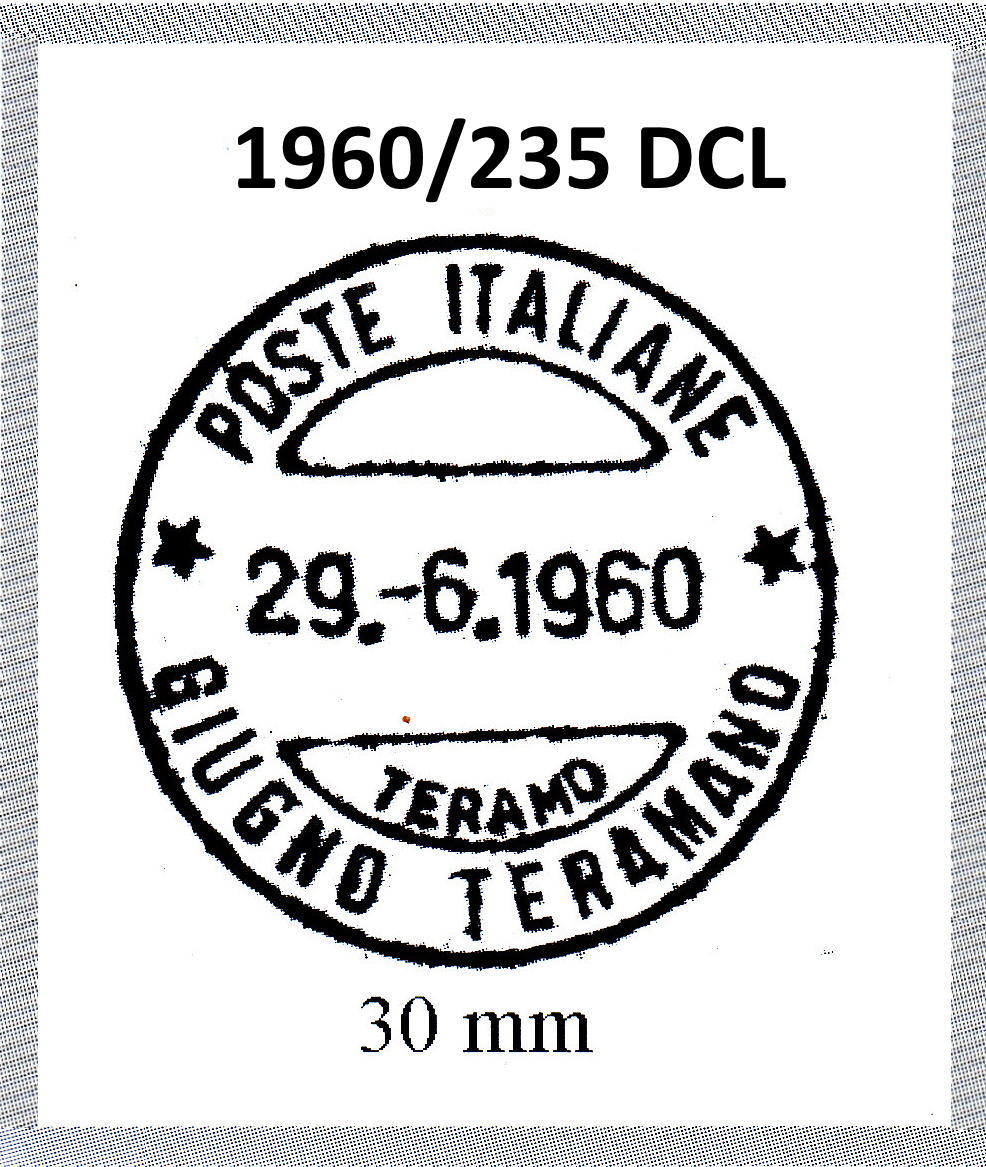 1960/235 DCL
POSTE ITALIANE
29.-6.1960
TERAMO
GIUGNO TERAMANO
30 mm